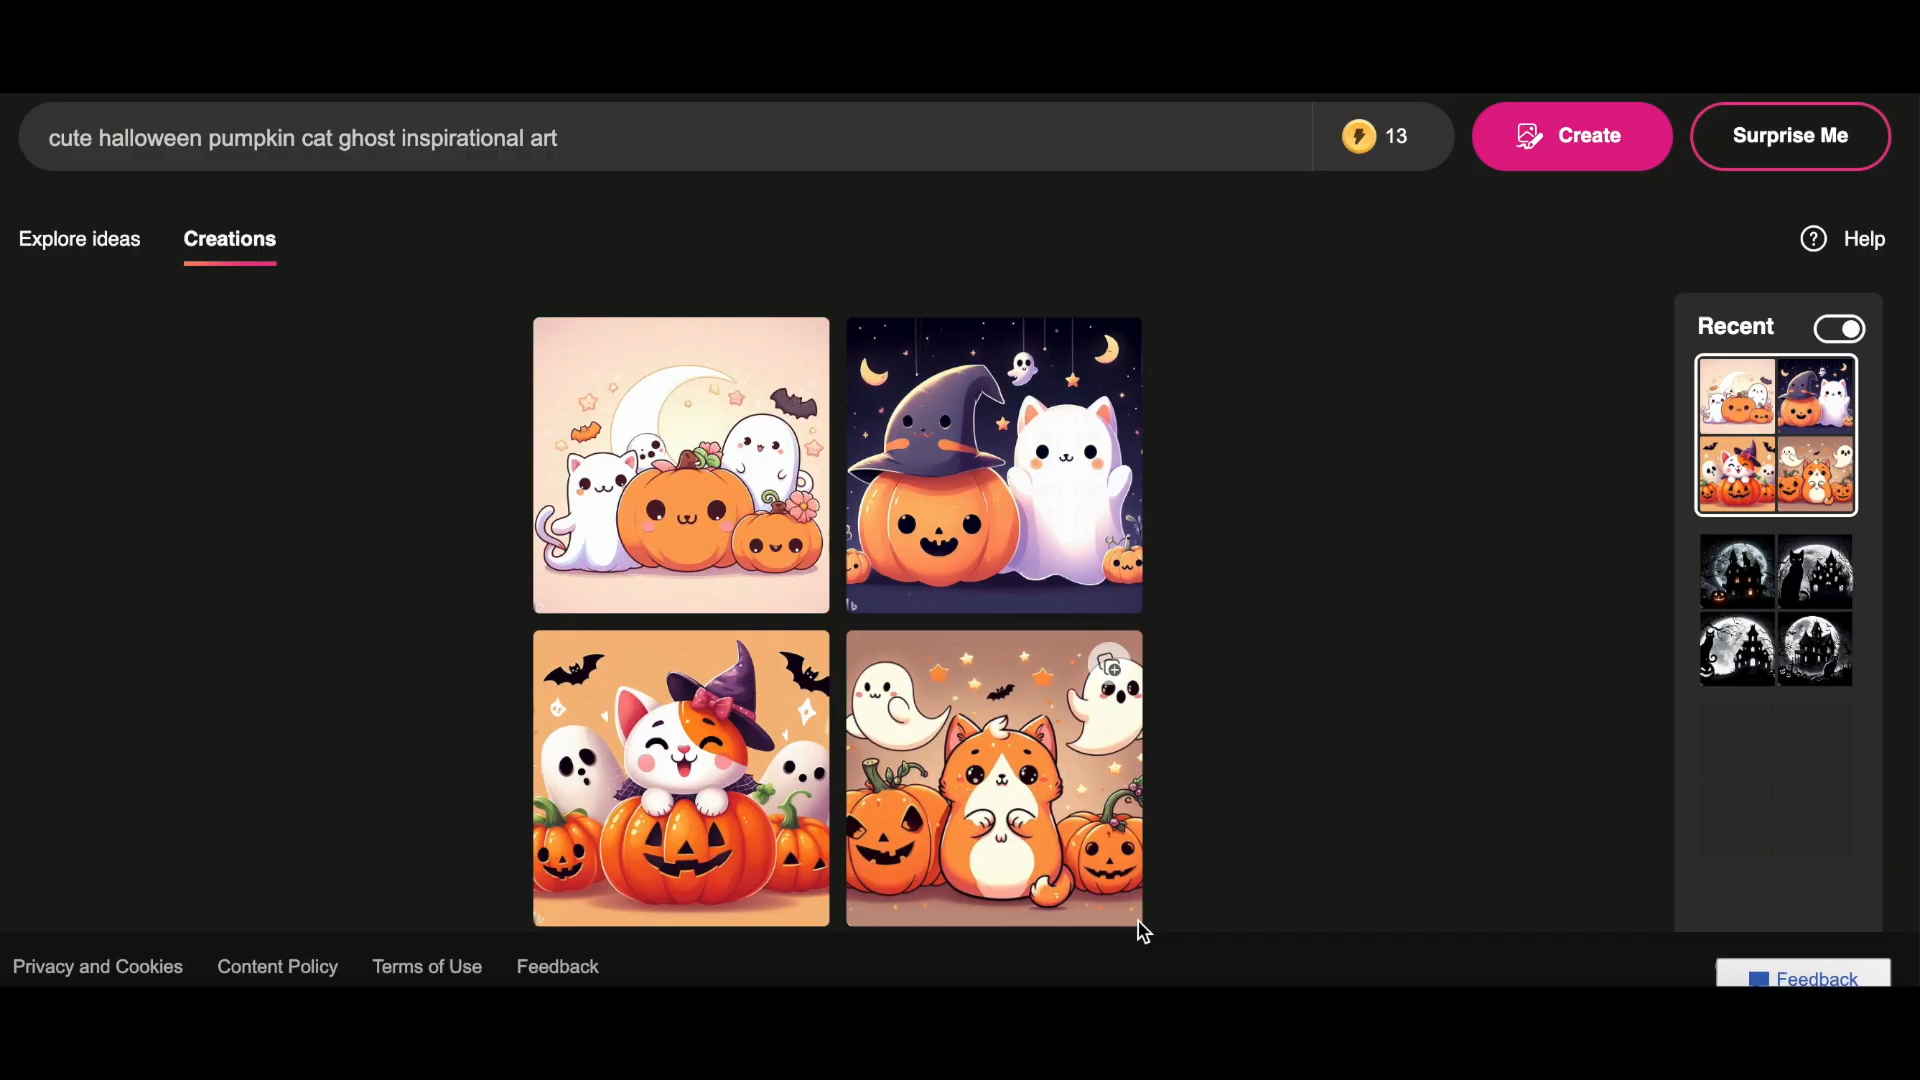 cute halloween pumpkin cat ghost inspirational art
13
Create
Surprise Me
Explore ideas
Creations
Help
Recent
Privacy and Cookies
Content Policy
Terms of Use
Feedback
Feedback